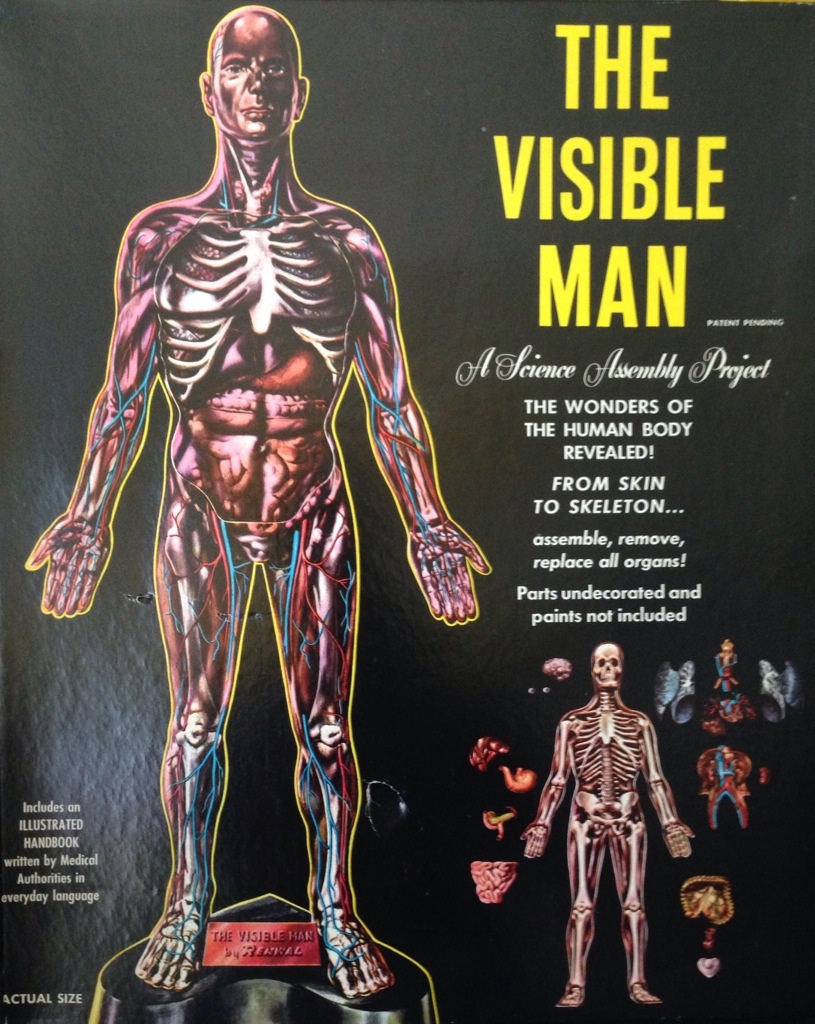 THE
VISIBLE
MAN
PATENT PENDING
A Science Assembly Project
THE WONDERS OF
THE HUMAN BODY
REVEALED!
FROM SKIN
TO SKELETON...
assemble, remove,
replace all organs!
Parts undecorated and
paints not included
Includes an
ILLUSTRATED
HANDBOOK
written by Medical
Authorities in
everyday language
THE VISIBLE MAN
by RENWAL
ACTUAL SIZE